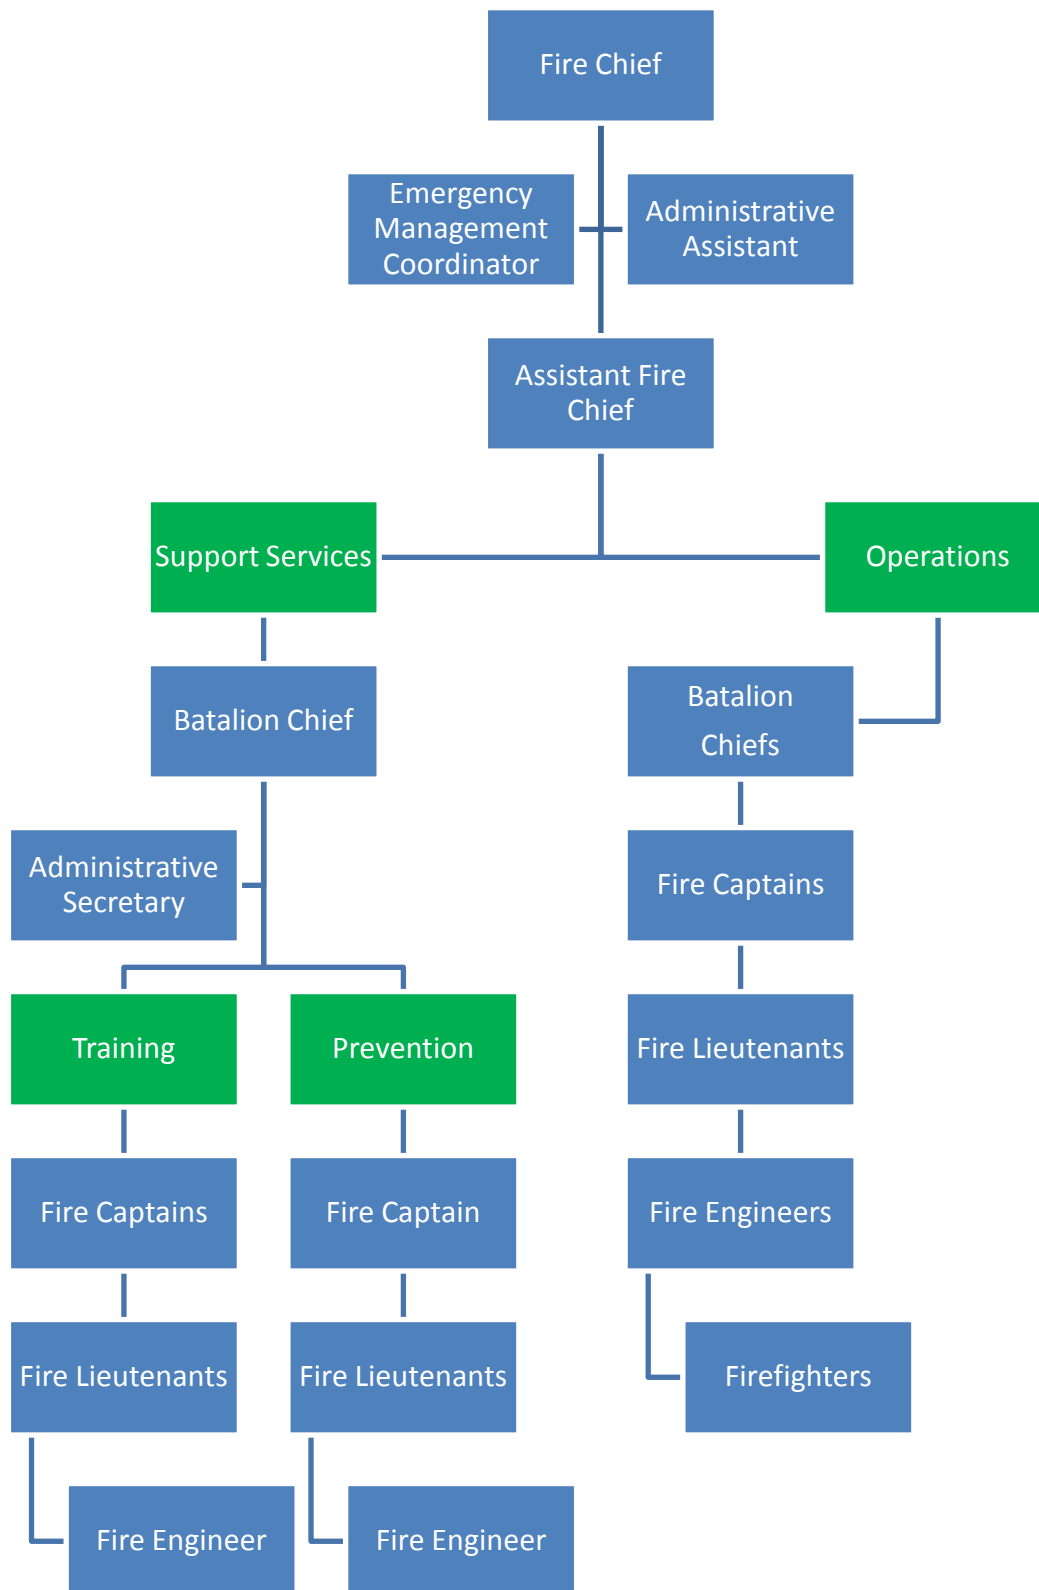 Fire Chief
Emergency
Management
Coordinator
Administrative
Assistant
Assistant Fire
Chief
Support Services
Operations
Batalion Chief
Batalion
Chiefs
Administrative
Secretary
Fire Captains
Training
Prevention
Fire Lieutenants
Fire Captains
Fire Captain
Fire Engineers
Fire Lieutenants
Fire Lieutenants
Firefighters
Fire Engineer
Fire Engineer